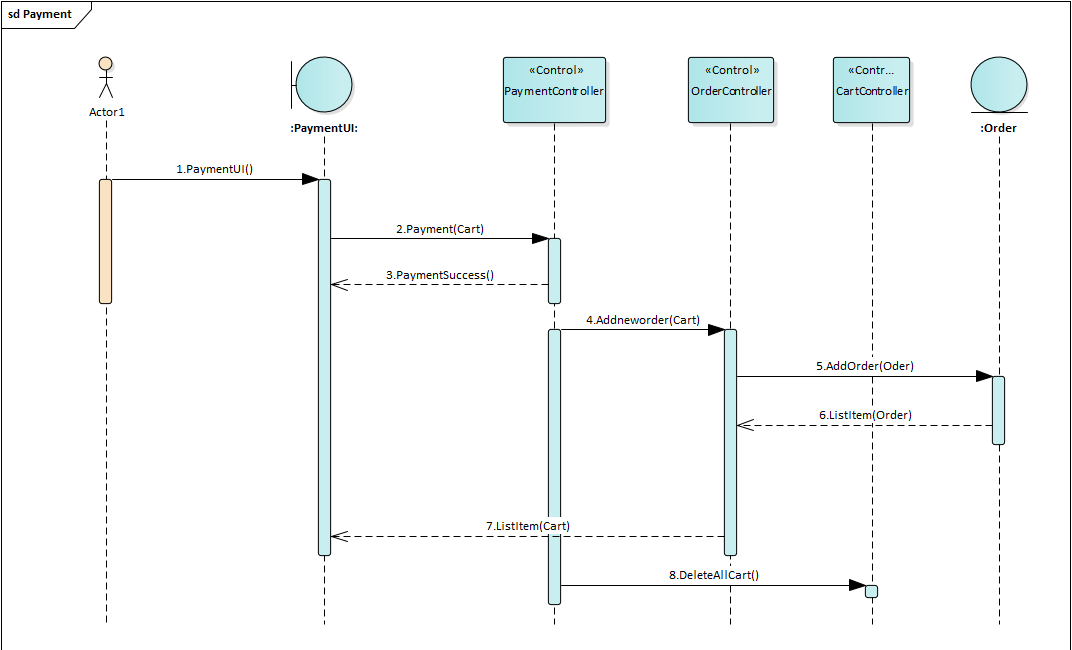 sd Payment
Actor1
:PaymentUI:
«Control»
PaymentController
«Control»
OrderController
«Contr...
CartController
:Order
1.PaymentUI()
2.Payment(Cart)
3.PaymentSuccess()
4.Addneworder(Cart)
5.AddOrder(Oder)
6.ListItem(Order)
7.ListItem(Cart)
8.DeleteAllCart()